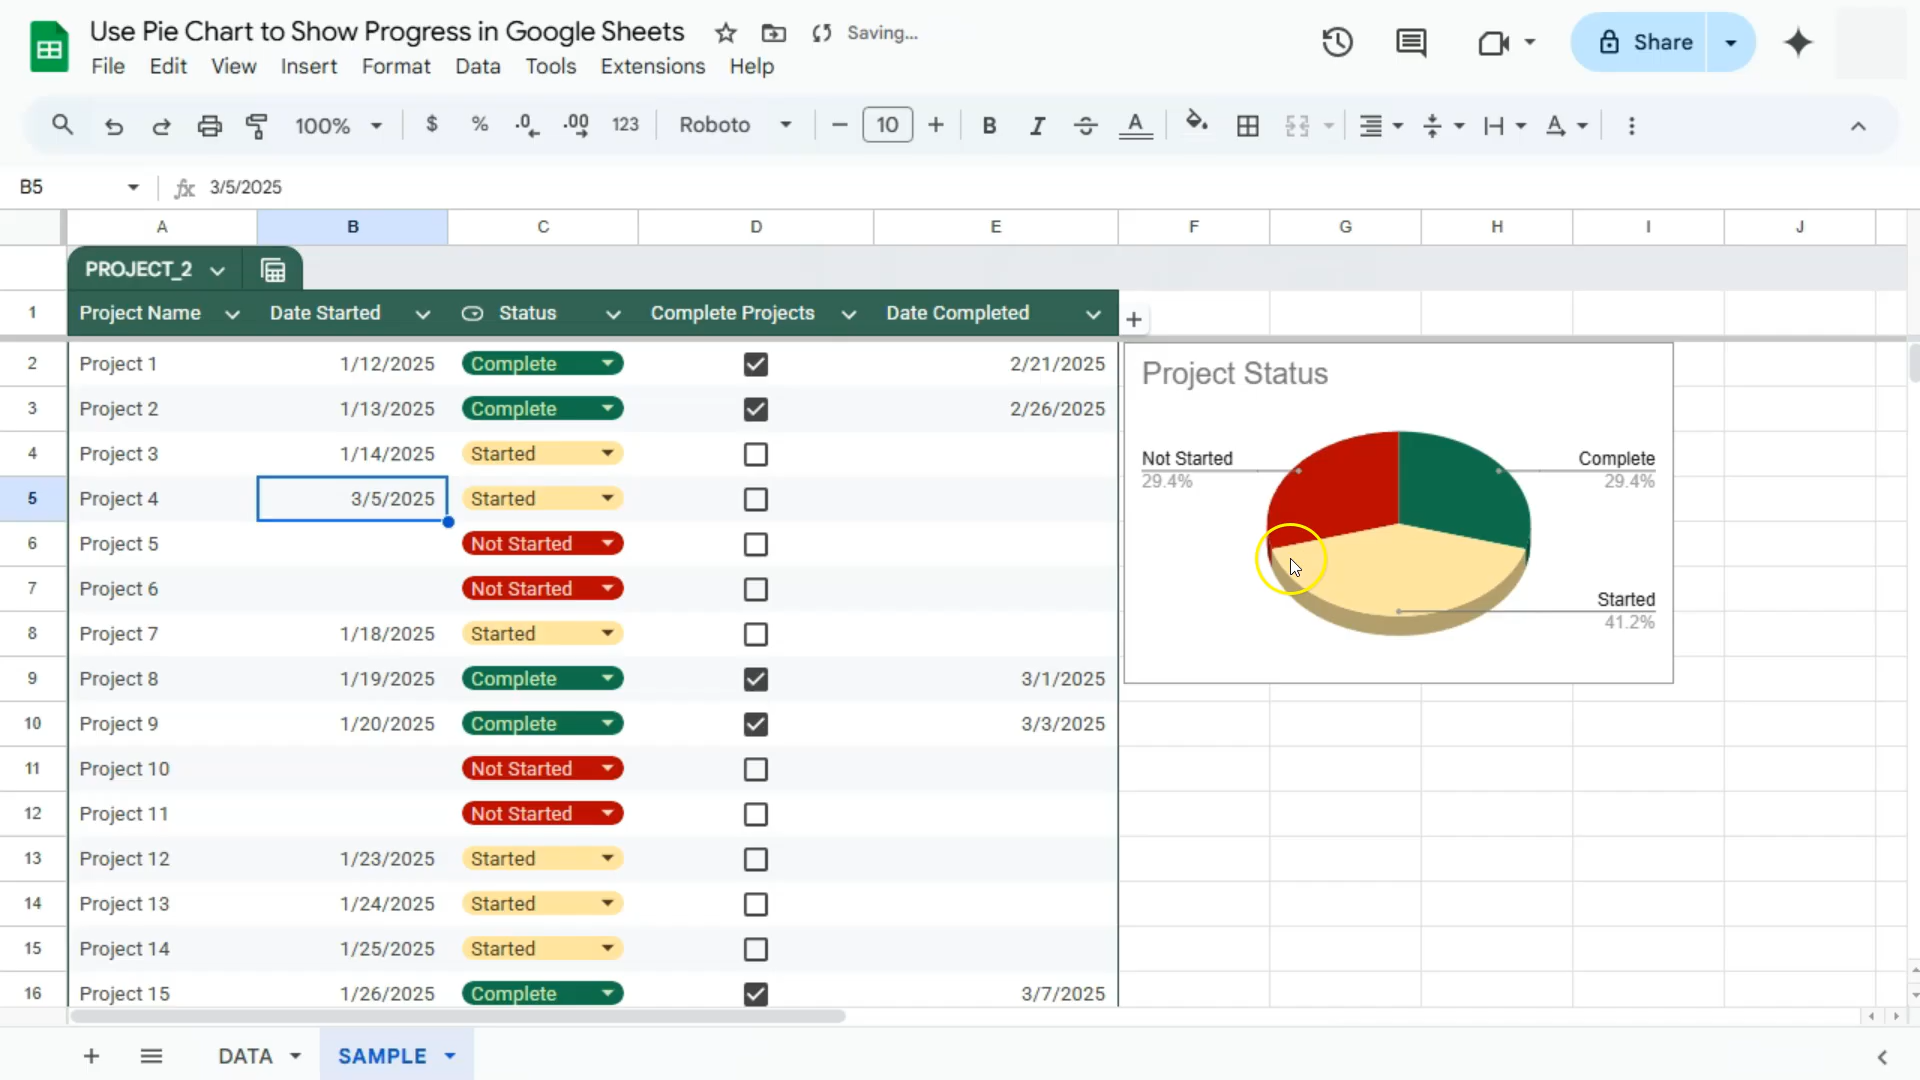 Use Pie Chart to Show Progress in Google Sheets Saving...
File Edit View Insert Format Data Tools Extensions Help
Share
100% $ % .0 .00 123 Roboto 10 B I S A
B5 fx 3/5/2025
A B C D E F G H I J
PROJECT_2
1 Project Name Date Started Status Complete Projects Date Completed
2 Project 1 1/12/2025 Complete 2/21/2025
3 Project 2 1/13/2025 Complete 2/26/2025
4 Project 3 1/14/2025 Started
5 Project 4 3/5/2025 Started
6 Project 5 Not Started
7 Project 6 Not Started
8 Project 7 1/18/2025 Started
9 Project 8 1/19/2025 Complete 3/1/2025
10 Project 9 1/20/2025 Complete 3/3/2025
11 Project 10 Not Started
12 Project 11 Not Started
13 Project 12 1/23/2025 Started
14 Project 13 1/24/2025 Started
15 Project 14 1/25/2025 Started
16 Project 15 1/26/2025 Complete 3/7/2025
Project Status
Not Started
29.4%
Complete
29.4%
Started
41.2%
DATA SAMPLE